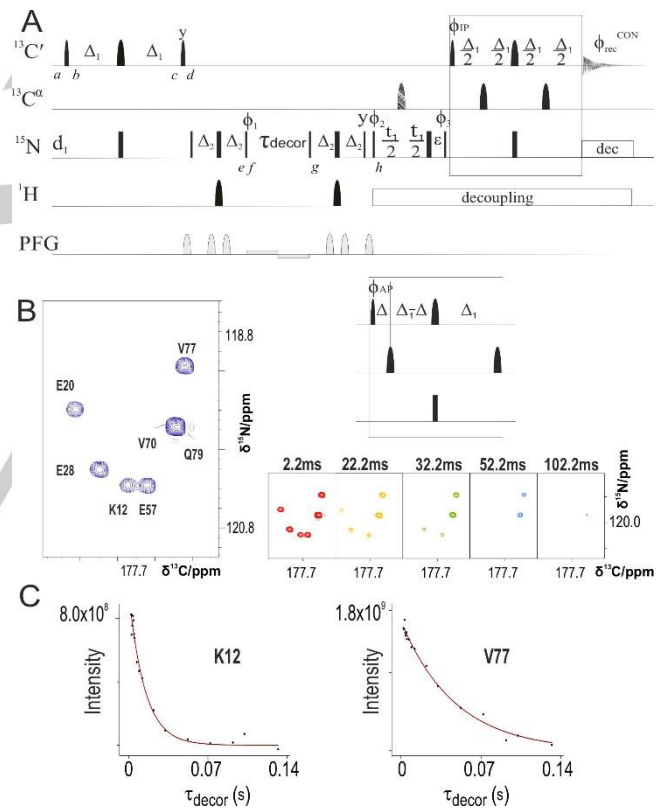 A
¹³C'
a b Δ₁ Δ₁ c d y
ϕIP Δ₁/2 Δ₁/2 Δ₁/2 Δ₁/2 ϕrec CON
¹³Cα
¹⁵N d₁ Δ₂ Δ₂ ϕ₁ τdecor Δ₂ Δ₂ y ϕ₂ t₁/2 t₁/2 ε ϕ₃ dec
e f g h
¹H decoupling
PFG
ϕAP
Δ Δ₁-Δ Δ₁
B
118.8
V77
E20
V70
Q79
E28
K12 E57
δ¹⁵N/ppm
120.8
177.7
δ¹³C/ppm
2.2ms 22.2ms 32.2ms 52.2ms 102.2ms
δ¹⁵N/ppm
120.0
177.7 177.7 177.7 177.7 177.7
δ¹³C/ppm
C
8.0x10⁸
K12
Intensity
0 0.07 0.14
τdecor (s)
1.8x10⁹
V77
Intensity
0 0.07 0.14
τdecor (s)